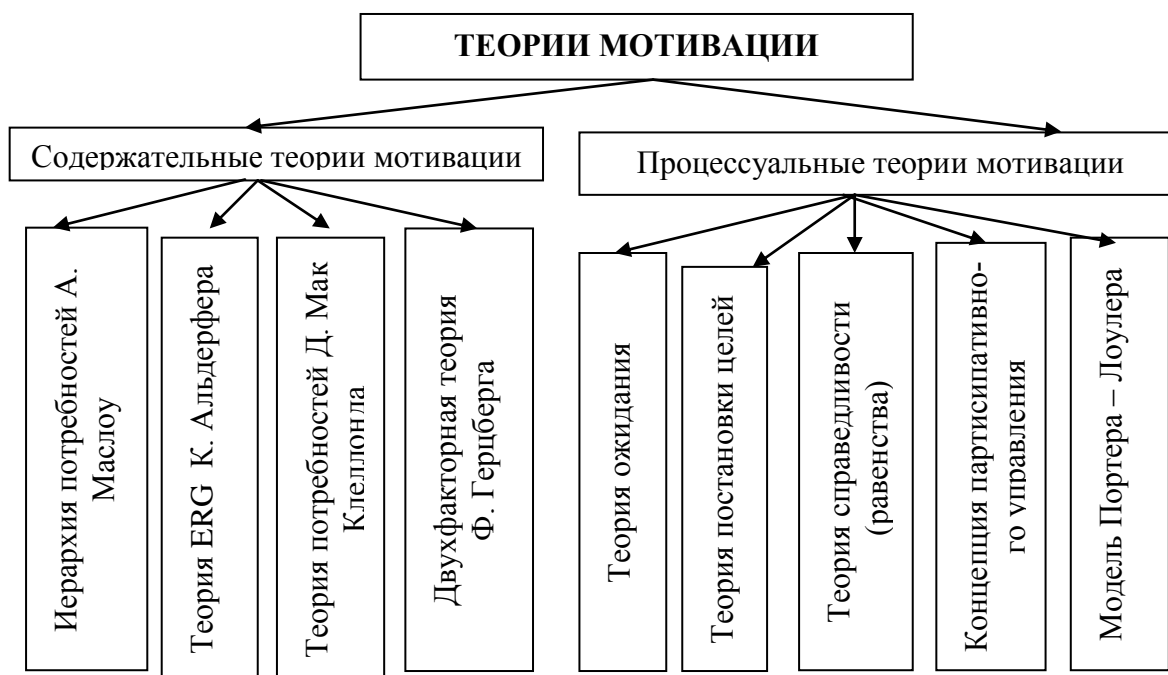 ТЕОРИИ МОТИВАЦИИ
Содержательные теории мотивации
Процессуальные теории мотивации
Иерархия потребностей А.
Маслоу
Теория ERG К. Альдерфера
Теория потребностей Д. Мак
Клеллонда
Двухфакторная теория
Ф. Герцберга
Теория ожидания
Теория постановки целей
Теория справедливости
(равенства)
Концепция партисипативно-
го управления
Модель Портера – Лоулера